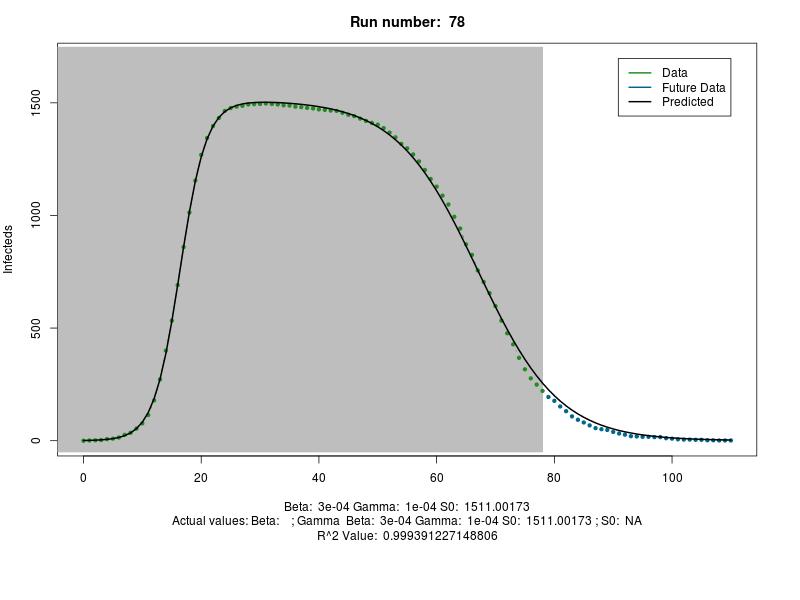 Run number: 78
Data
Future Data
Predicted
Infecteds
1500
1000
500
0
0 20 40 60 80 100
Beta: 3e-04 Gamma: 1e-04 S0: 1511.00173
Actual values: Beta: ; Gamma Beta: 3e-04 Gamma: 1e-04 S0: 1511.00173 ; S0: NA
R^2 Value: 0.999391227148806